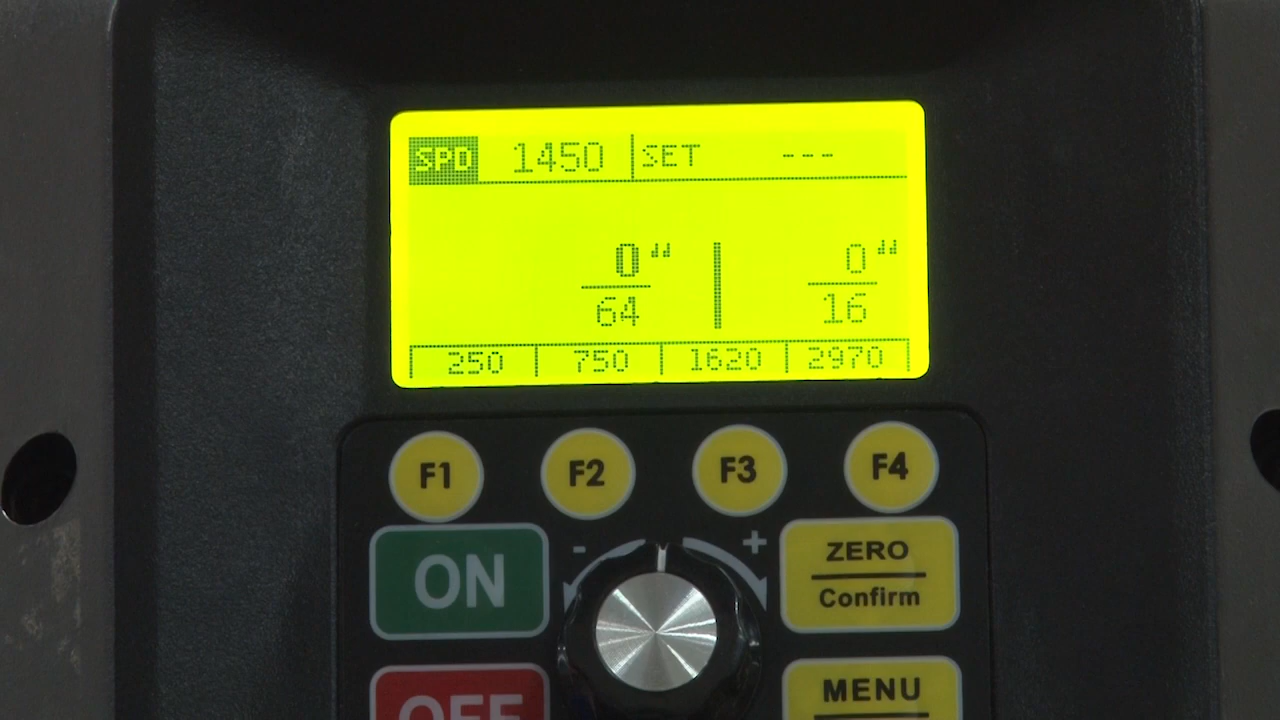 SPO 1450 SET ---
0" 0"
64 16
250 750 1620 2970
F1 F2 F3 F4
- +
ON ZERO
Confirm
OFF MENU